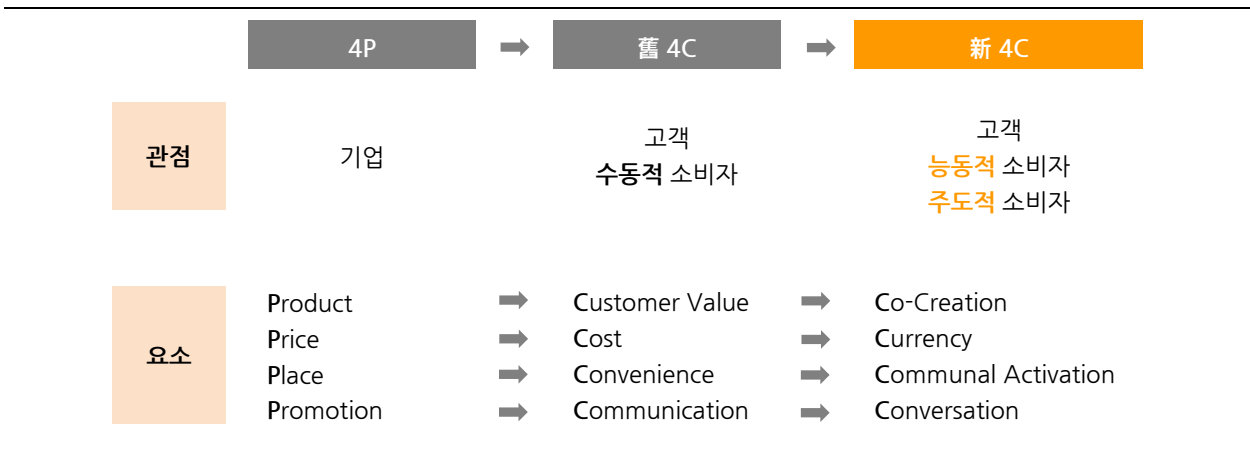 4P
舊 4C
新 4C
관점
기업
고객
수동적 소비자
고객
능동적 소비자
주도적 소비자
요소
Product
Customer Value
Co-Creation
Price
Cost
Currency
Place
Convenience
Communal Activation
Promotion
Communication
Conversation